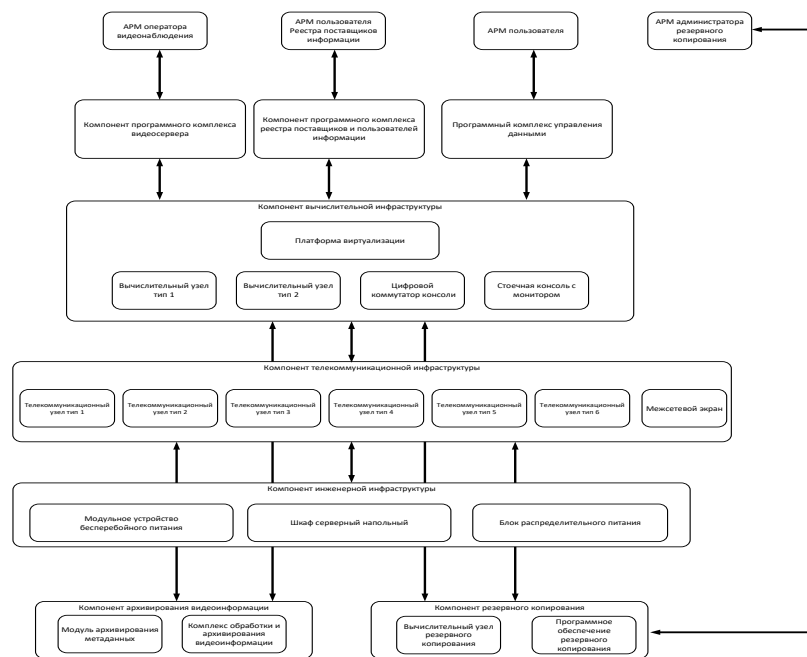 АРМ оператора
видеонаблюдения
АРМ пользователя
Реестра поставщиков
информации
АРМ пользователя
АРМ администратора
резервного
копирования
Компонент программного комплекса
видеосервера
Компонент программного комплекса
реестра поставщиков и пользователей
информации
Программный комплекс управления
данными
Компонент вычислительной инфраструктуры
Платформа виртуализации
Вычислительный узел
тип 1
Вычислительный узел
тип 2
Цифровой
коммутатор консоли
Стоечная консоль с
монитором
Компонент телекоммуникационной инфраструктуры
Телекоммуникационный
узел тип 1
Телекоммуникационный
узел тип 2
Телекоммуникационный
узел тип 3
Телекоммуникационный
узел тип 4
Телекоммуникационный
узел тип 5
Телекоммуникационный
узел тип 6
Межсетевой экран
Компонент инженерной инфраструктуры
Модульное устройство
бесперебойного питания
Шкаф серверный напольный
Блок распределительного питания
Компонент архивирования видеоинформации
Модуль архивирования
метаданных
Комплекс обработки и
архивирования
видеоинформации
Компонент резервного копирования
Вычислительный узел
резервного
копирования
Программное
обеспечение
резервного
копирования